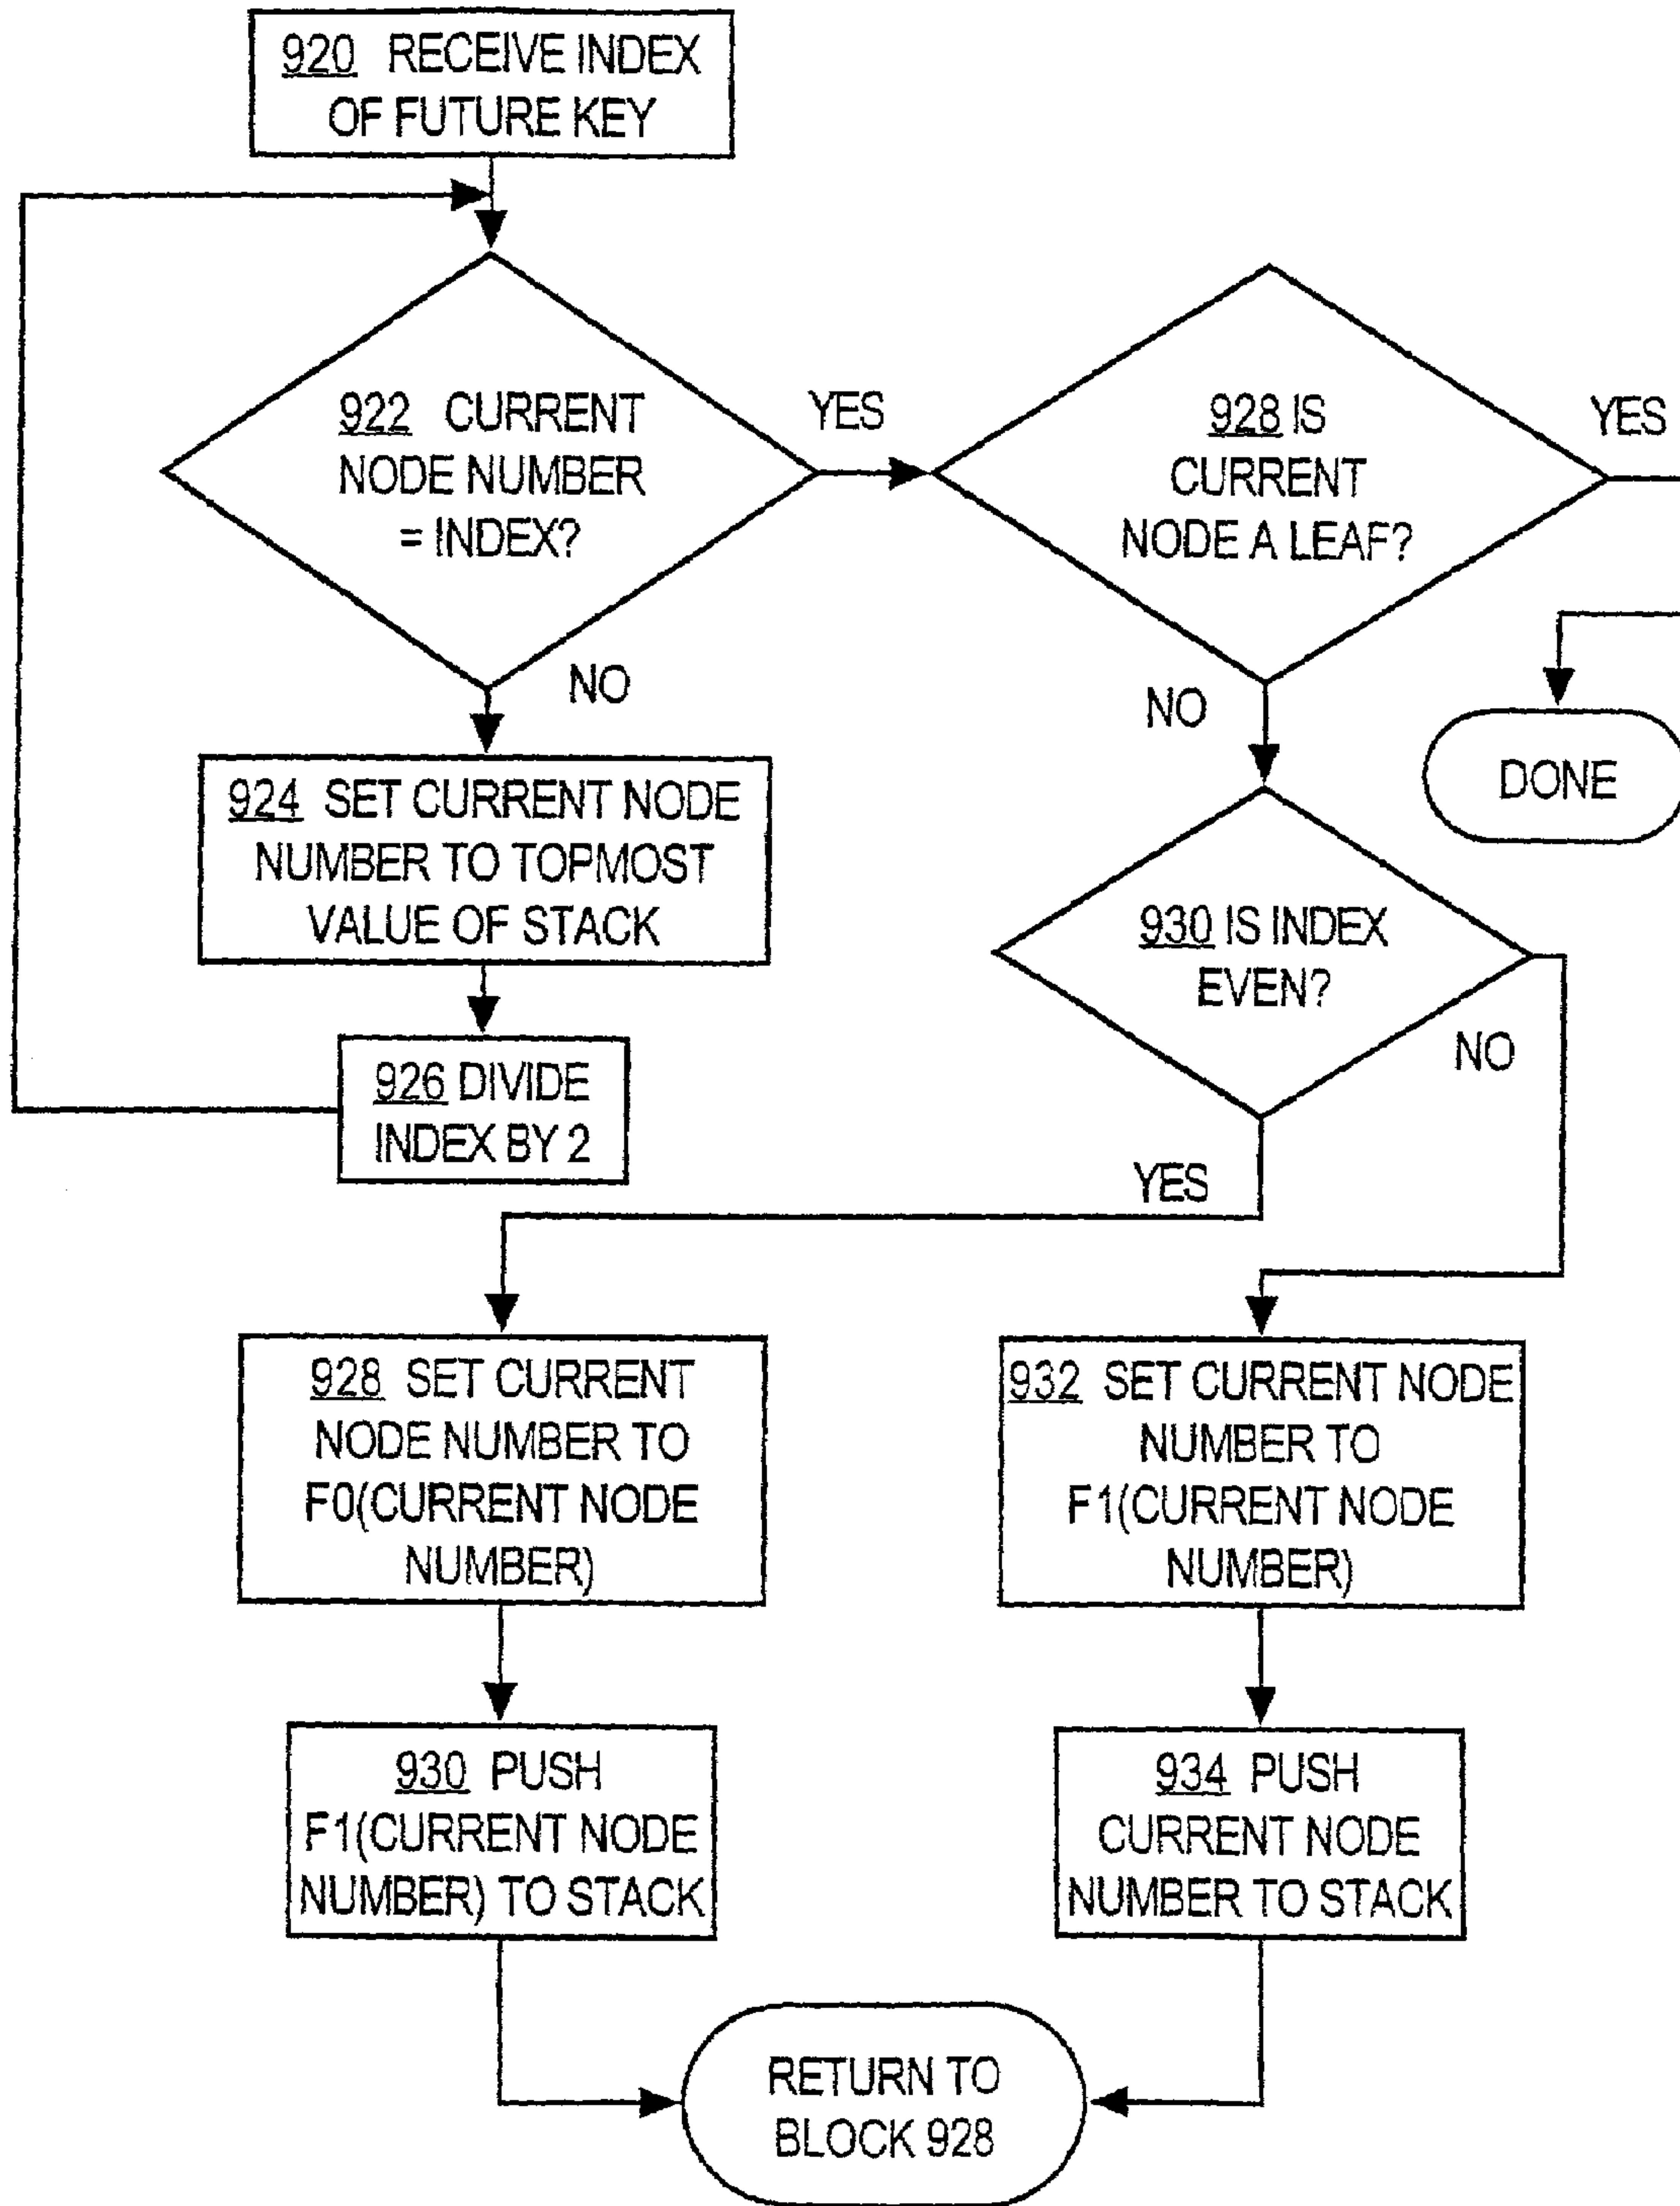 920 RECEIVE INDEX
OF FUTURE KEY
922 CURRENT
NODE NUMBER
= INDEX?
YES
928 IS
CURRENT
NODE A LEAF?
YES
NO
NO
DONE
924 SET CURRENT NODE
NUMBER TO TOPMOST
VALUE OF STACK
930 IS INDEX
EVEN?
NO
926 DIVIDE
INDEX BY 2
YES
928 SET CURRENT
NODE NUMBER TO
F0(CURRENT NODE
NUMBER)
932 SET CURRENT NODE
NUMBER TO
F1(CURRENT NODE
NUMBER)
930 PUSH
F1(CURRENT NODE
NUMBER) TO STACK
934 PUSH
CURRENT NODE
NUMBER TO STACK
RETURN TO
BLOCK 928